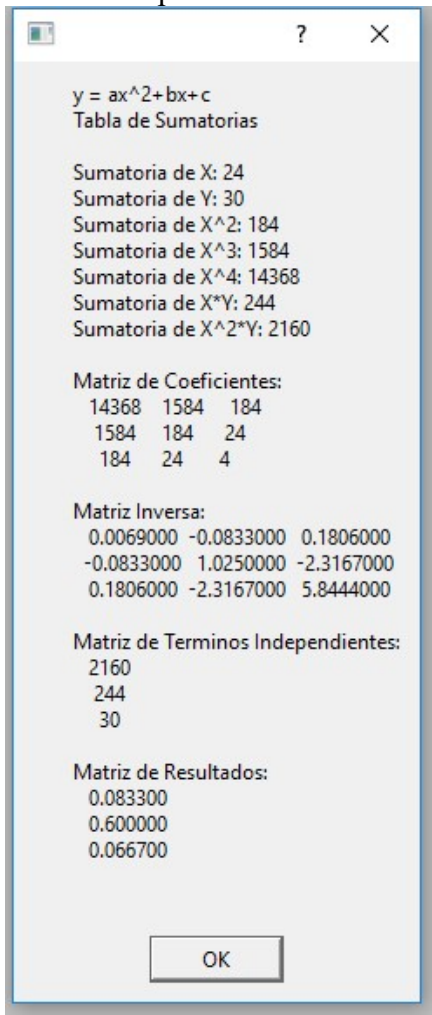 ?
y = ax^2+bx+c
Tabla de Sumatorias
Sumatoria de X: 24
Sumatoria de Y: 30
Sumatoria de X^2: 184
Sumatoria de X^3: 1584
Sumatoria de X^4: 14368
Sumatoria de X*Y: 244
Sumatoria de X^2*Y: 2160
Matriz de Coeficientes:
14368 1584 184
1584 184 24
184 24 4
Matriz Inversa:
0.0069000 -0.0833000 0.1806000
-0.0833000 1.0250000 -2.3167000
0.1806000 -2.3167000 5.8444000
Matriz de Terminos Independientes:
2160
244
30
Matriz de Resultados:
0.083300
0.600000
0.066700
OK